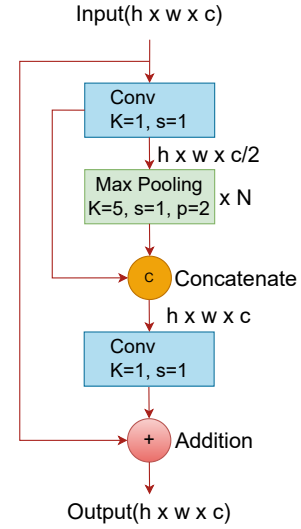 Input(h x w x c)
Conv
K=1, s=1
h x w x c/2
Max Pooling
K=5, s=1, p=2
x N
C
Concatenate
h x w x c
Conv
K=1, s=1
+
Addition
Output(h x w x c)